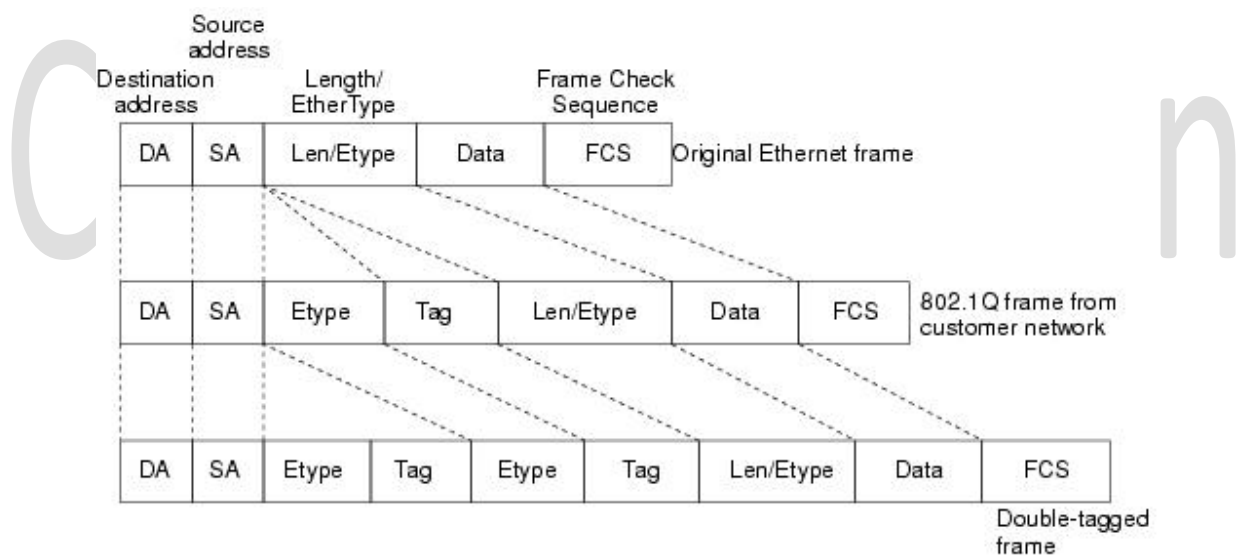 Source
address
Destination
address
Length/
EtherType
Frame Check
Sequence
DA SA Len/Etype Data FCS Original Ethernet frame
DA SA Etype Tag Len/Etype Data FCS
802.1Q frame from
customer network
DA SA Etype Tag Etype Tag Len/Etype Data FCS
Double-tagged
frame
C n